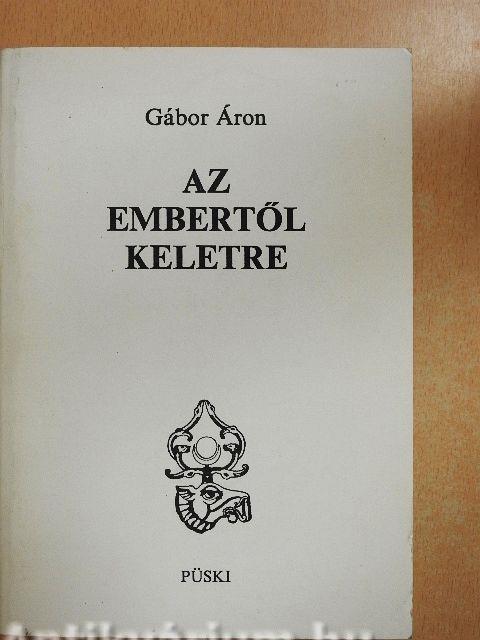 Gábor Áron
AZ
EMBERTŐL
KELETRE
PÜSKI